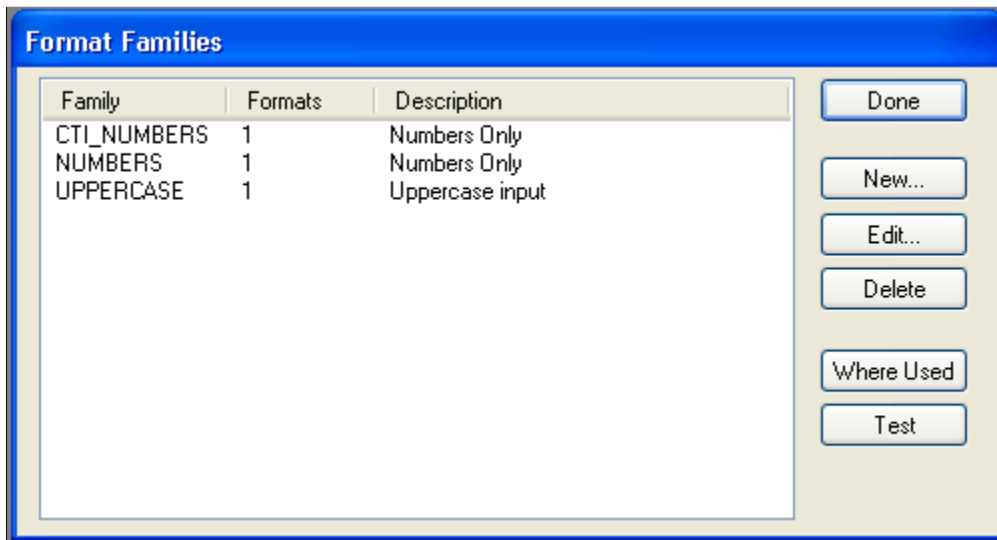 Format Families
Family Formats Description
CTI_NUMBERS 1 Numbers Only
NUMBERS 1 Numbers Only
UPPERCASE 1 Uppercase input
Done
New...
Edit...
Delete
Where Used
Test